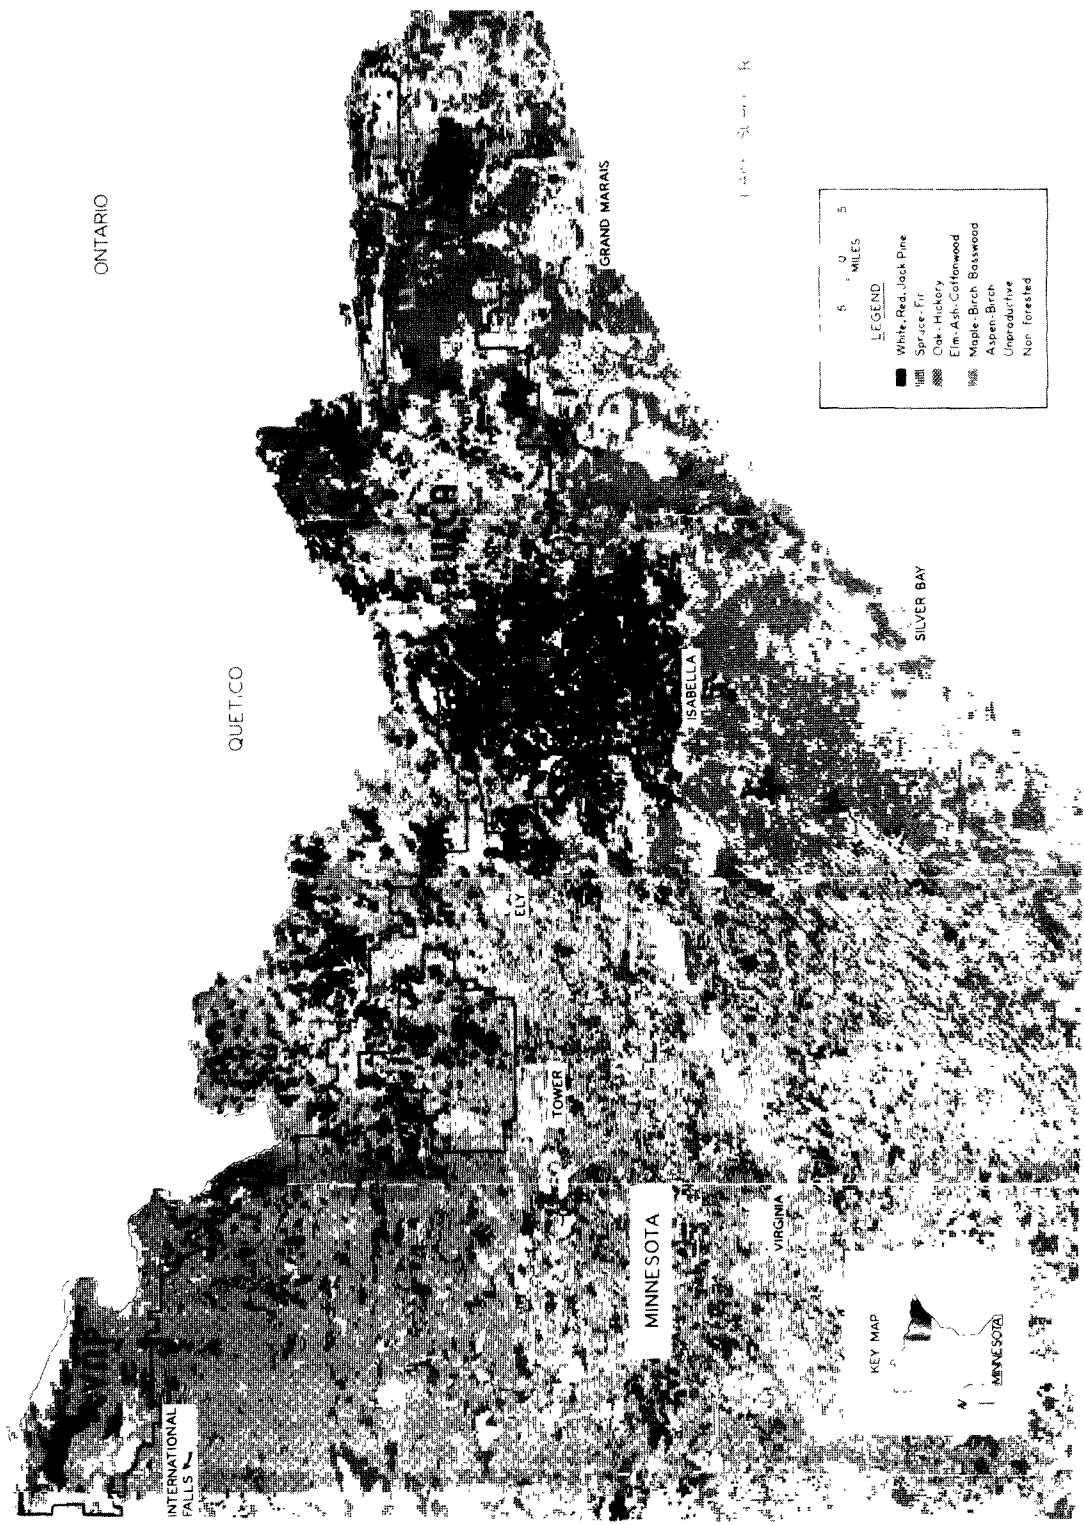 ONTARIO
QUETICO
GRAND MARAIS
BWCA
SILVER BAY
ISABELLA
ELY
TOWER
VIRGINIA
MINNESOTA
VNP
INTERNATIONAL
FALLS
5 0 5
MILES
LEGEND
White, Red, Jack Pine
Spruce-Fir
Oak-Hickory
Elm-Ash-Cottonwood
Maple-Birch Basswood
Aspen-Birch
Unproductive
Non forested
KEY MAP
N
MINNESOTA